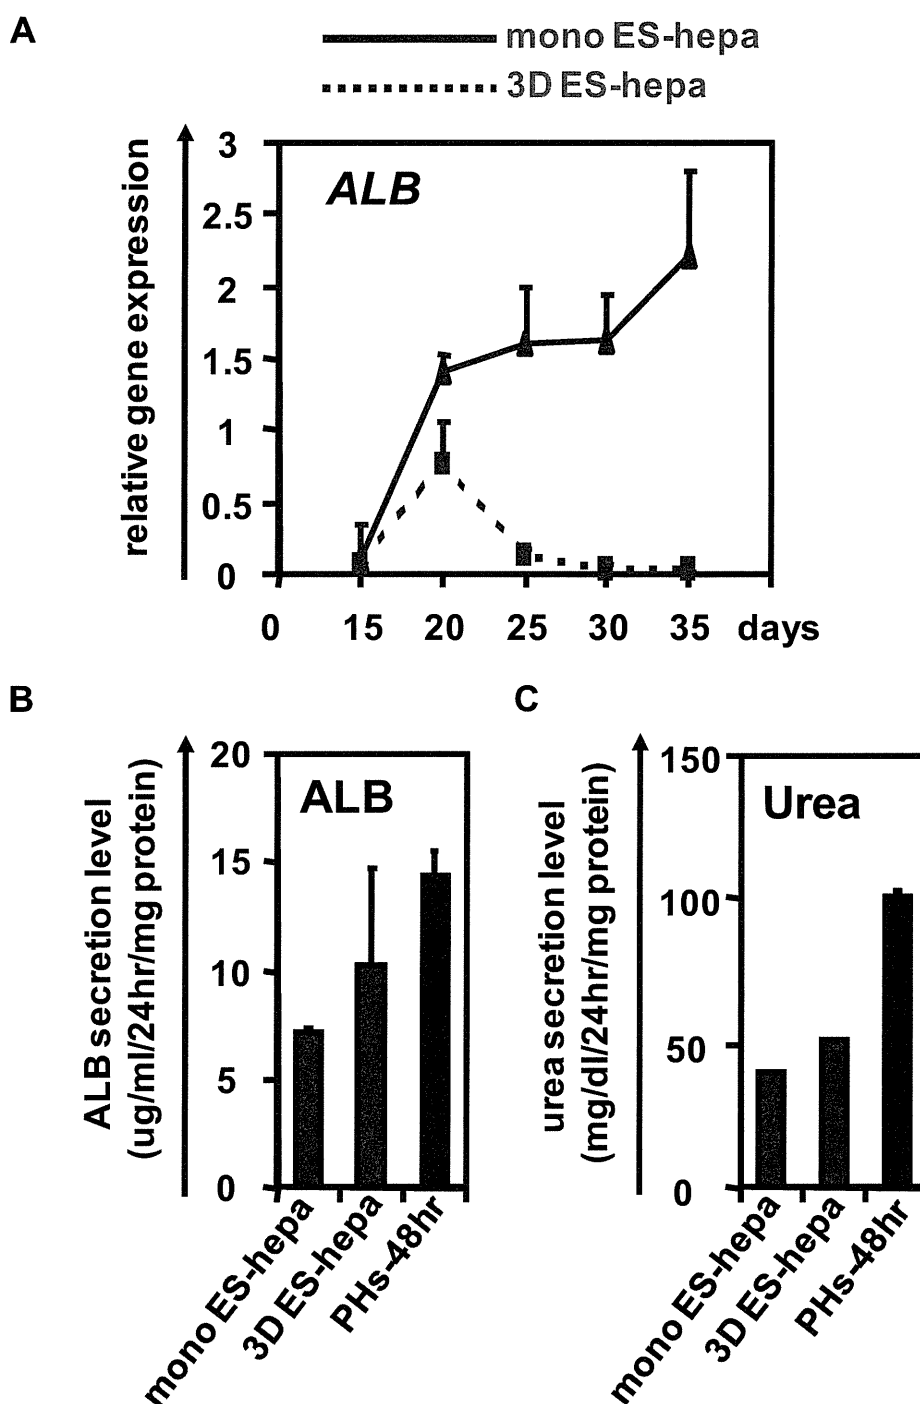 A
mono ES-hepa
3D ES-hepa
relative gene expression
ALB
3
2.5
2
1.5
1
0.5
0
0 15 20 25 30 35 days
B
ALB secretion level
(ug/ml/24hr/mg protein)
ALB
20
15
10
5
0
mono ES-hepa
3D ES-hepa
PHs-48hr
C
urea secretion level
(mg/dl/24hr/mg protein)
Urea
150
100
50
0
mono ES-hepa
3D ES-hepa
PHs-48hr